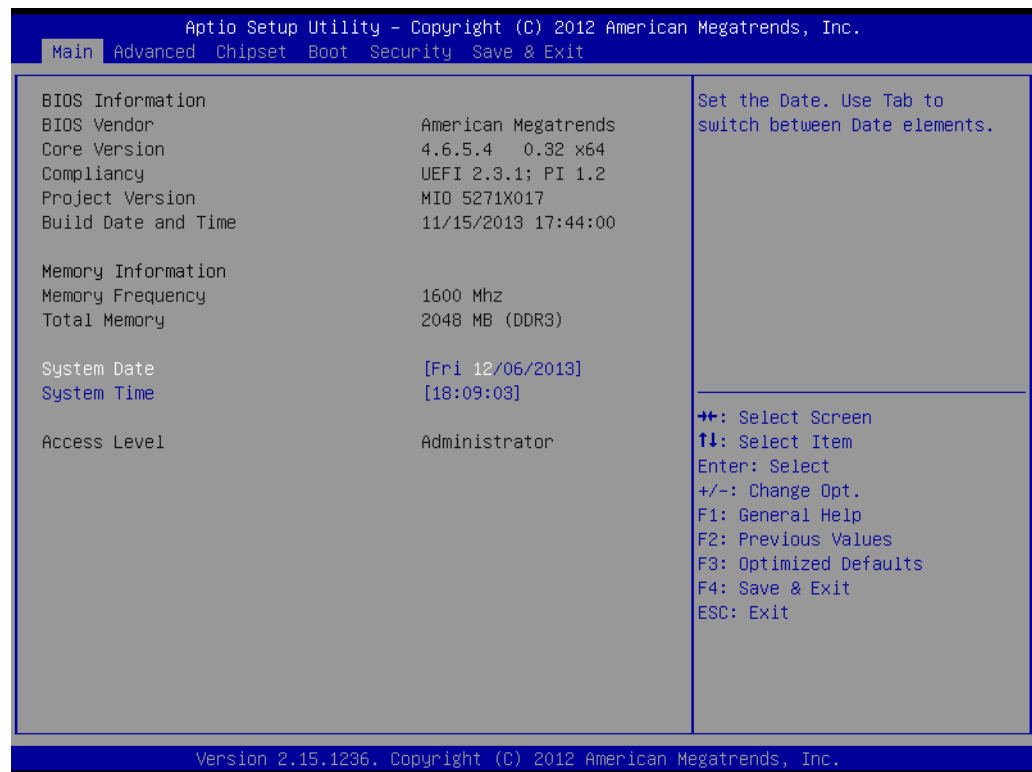 Aptio Setup Utility – Copyright (C) 2012 American Megatrends, Inc.
Main Advanced Chipset Boot Security Save & Exit
BIOS Information
BIOS Vendor American Megatrends
Core Version 4.6.5.4 0.32 x64
Compliancy UEFI 2.3.1; PI 1.2
Project Version MIO 5271X017
Build Date and Time 11/15/2013 17:44:00
Memory Information
Memory Frequency 1600 Mhz
Total Memory 2048 MB (DDR3)
System Date [Fri 12/06/2013]
System Time [18:09:03]
Access Level Administrator
Set the Date. Use Tab to
switch between Date elements.
→←: Select Screen
↑↓: Select Item
Enter: Select
+/-: Change Opt.
F1: General Help
F2: Previous Values
F3: Optimized Defaults
F4: Save & Exit
ESC: Exit
Version 2.15.1236. Copyright (C) 2012 American Megatrends, Inc.